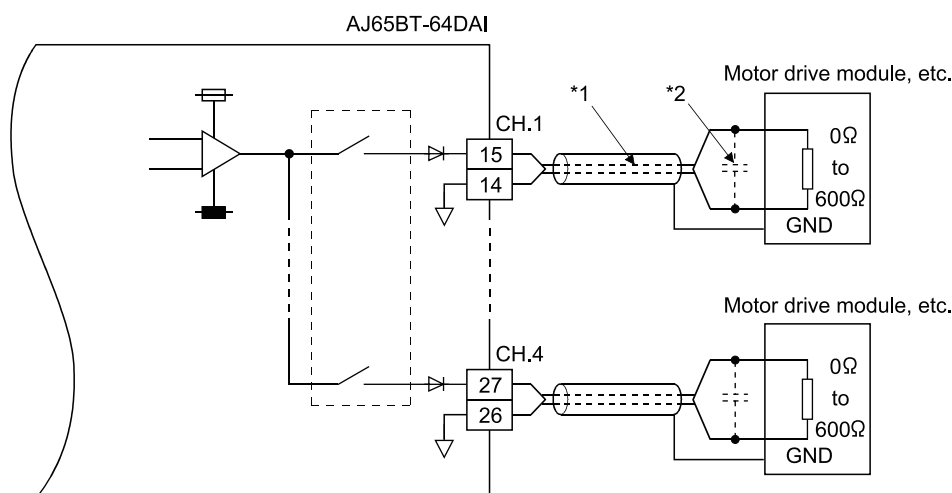 AJ65BT-64DAI
Motor drive module, etc.
*1
*2
CH.1
15
14
0Ω
to
600Ω
GND
Motor drive module, etc.
CH.4
27
26
0Ω
to
600Ω
GND